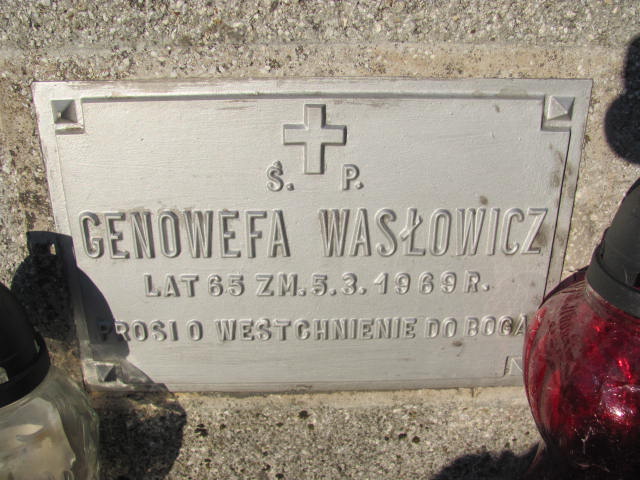 Ś. P.
GENOWEFA WASŁOWICZ
LAT 65 ZM. 5.3.1969 R.
PROSI O WESTCHNIENIE DO BOGA